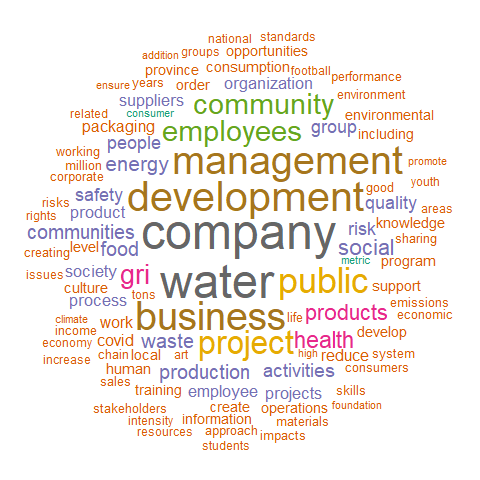 national standards
addition groups opportunities
province consumption football
ensure years order organization performance
suppliers community environment
related consumer environmental
packaging employees group including
working people
million energy management promote
corporate
safety development good youth
risks quality areas
rights product company risk knowledge
communities social sharing
creating level food metric program
issues society gri water public support
culture emissions
process tons business life products economic
climate
income work project health develop
economy covid waste
chain local art high reduce system
increase human production activities consumers
sales
training employee projects skills
stakeholders create operations foundation
intensity information materials
resources approach impacts
students